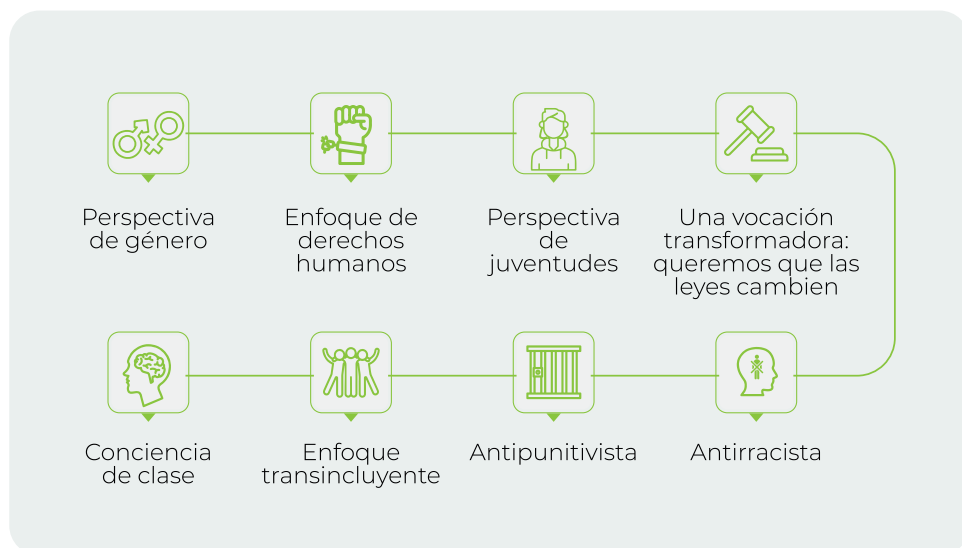 Perspectiva
de género
Enfoque de
derechos
humanos
Perspectiva
de
juventudes
Una vocación
transformadora:
queremos que las
leyes cambien
Conciencia
de clase
Enfoque
transincluyente
Antipunitivista
Antirracista